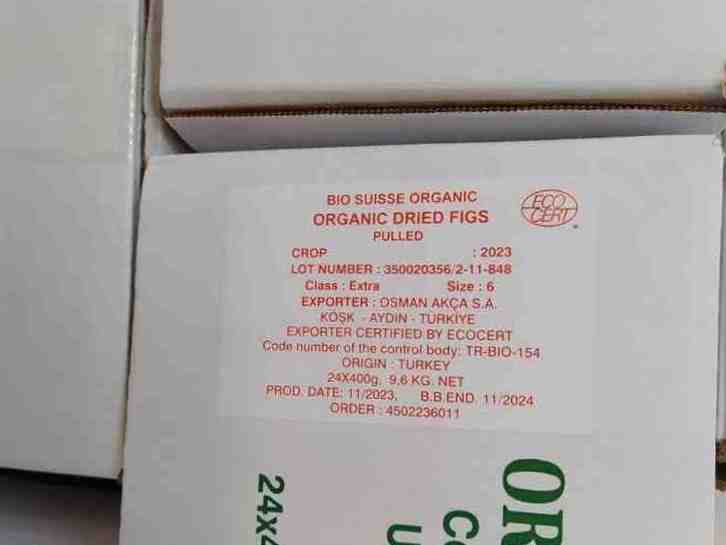 BIO SUISSE ORGANIC
ORGANIC DRIED FIGS
PULLED
ECO
CERT
CROP : 2023
LOT NUMBER : 350020356/2-11-848
Class : Extra Size : 6
EXPORTER : OSMAN AKÇA S.A.
KÖŞK - AYDIN - TÜRKİYE
EXPORTER CERTIFIED BY ECOCERT
Code number of the control body: TR-BIO-154
ORIGIN : TURKEY
24X400g, 9,6 KG. NET
PROD. DATE: 11/2023, B.B.END. 11/2024
ORDER : 4502236011